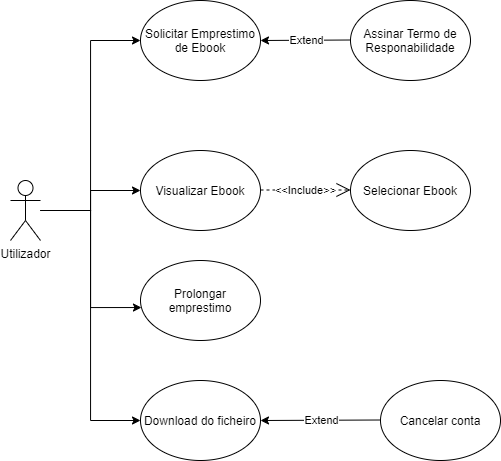 Solicitar Emprestimo
de Ebook
Extend
Assinar Termo de
Responabilidade
Visualizar Ebook
<<Include>>
Selecionar Ebook
Utilizador
Prolongar
emprestimo
Download do ficheiro
Extend
Cancelar conta